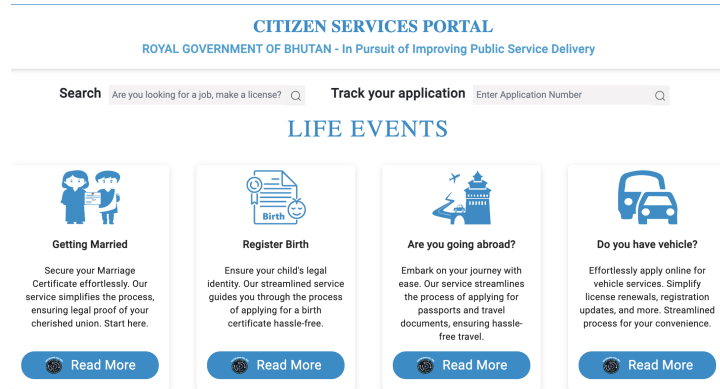 CITIZEN SERVICES PORTAL
ROYAL GOVERNMENT OF BHUTAN - In Pursuit of Improving Public Service Delivery
Search Are you looking for a job, make a license? Track your application Enter Application Number
LIFE EVENTS
Birth
Getting Married
Secure your Marriage
Certificate effortlessly. Our
service simplifies the process,
ensuring legal proof of your
cherished union. Start here.
Read More
Register Birth
Ensure your child's legal
identity. Our streamlined service
guides you through the process
of applying for a birth
certificate hassle-free.
Read More
Are you going abroad?
Embark on your journey with
ease. Our service streamlines
the process of applying for
passports and travel
documents, ensuring hassle-
free travel.
Read More
Do you have vehicle?
Effortlessly apply online for
vehicle services. Simplify
license renewals, registration
updates, and more. Streamlined
process for your convenience.
Read More